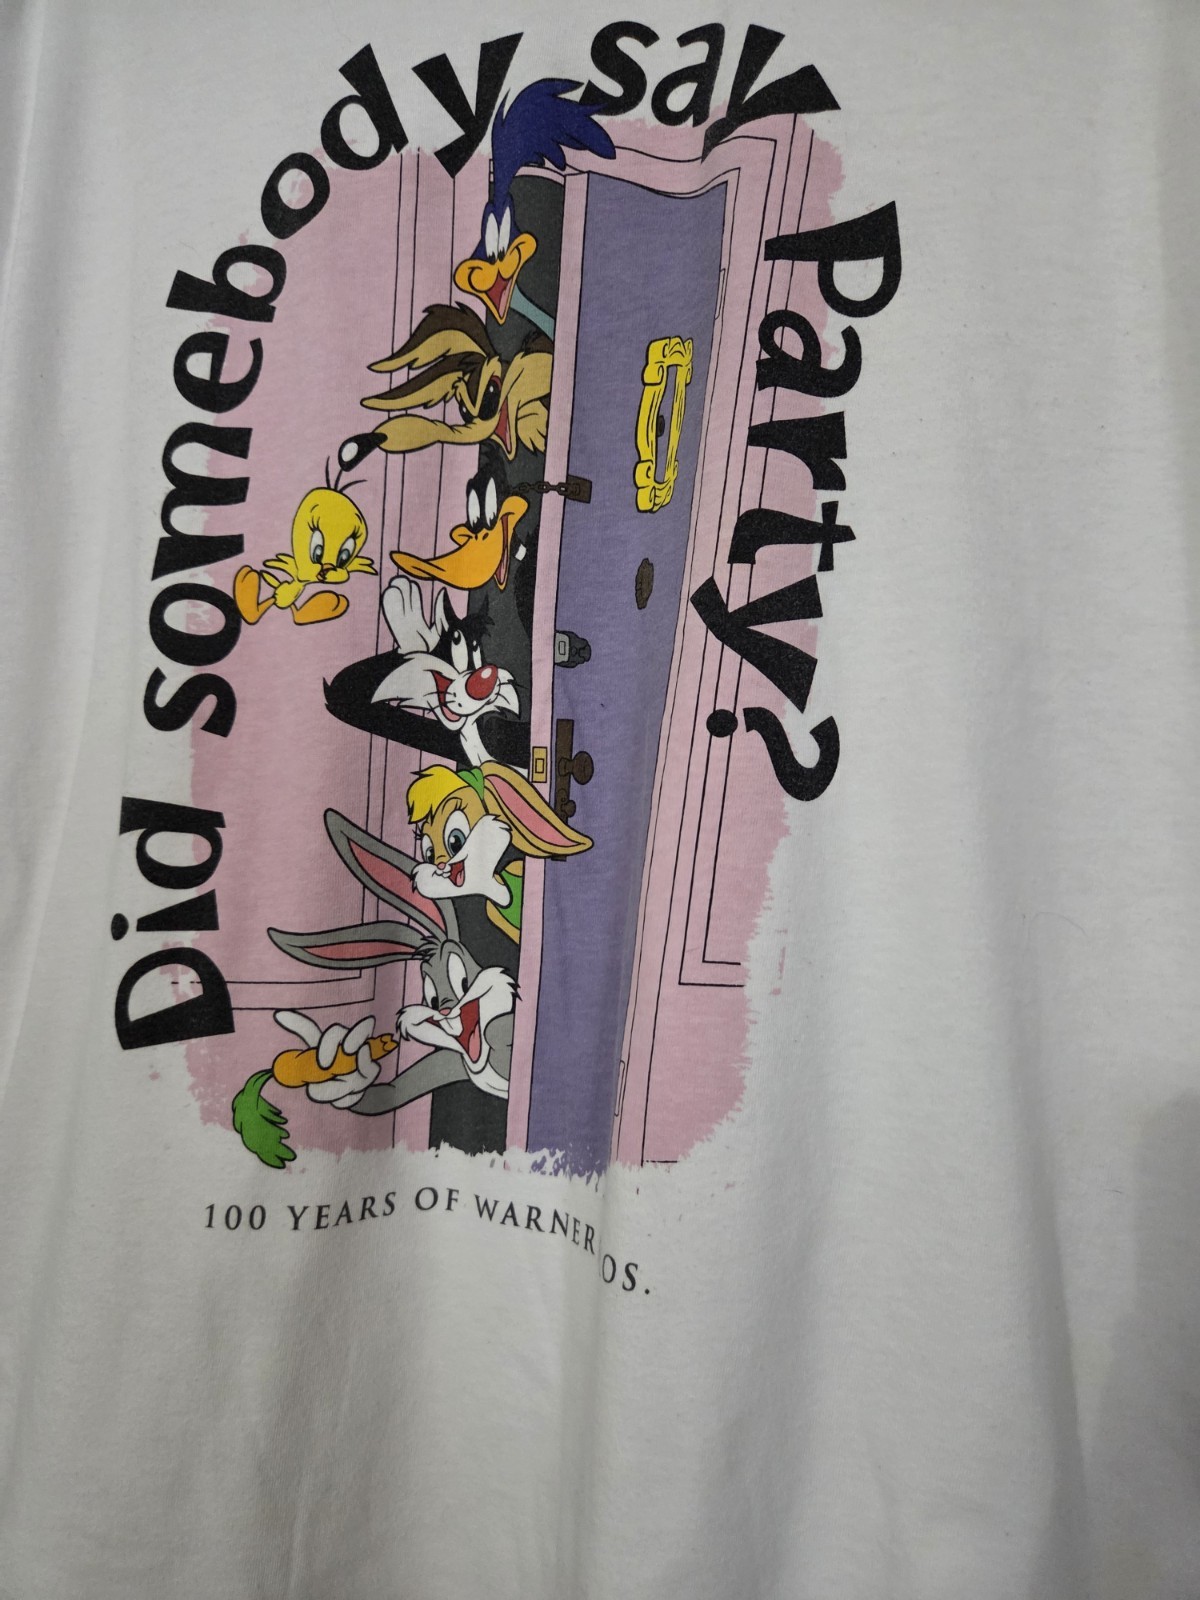 Did somebody say Party?
100 YEARS OF WARNER OS.